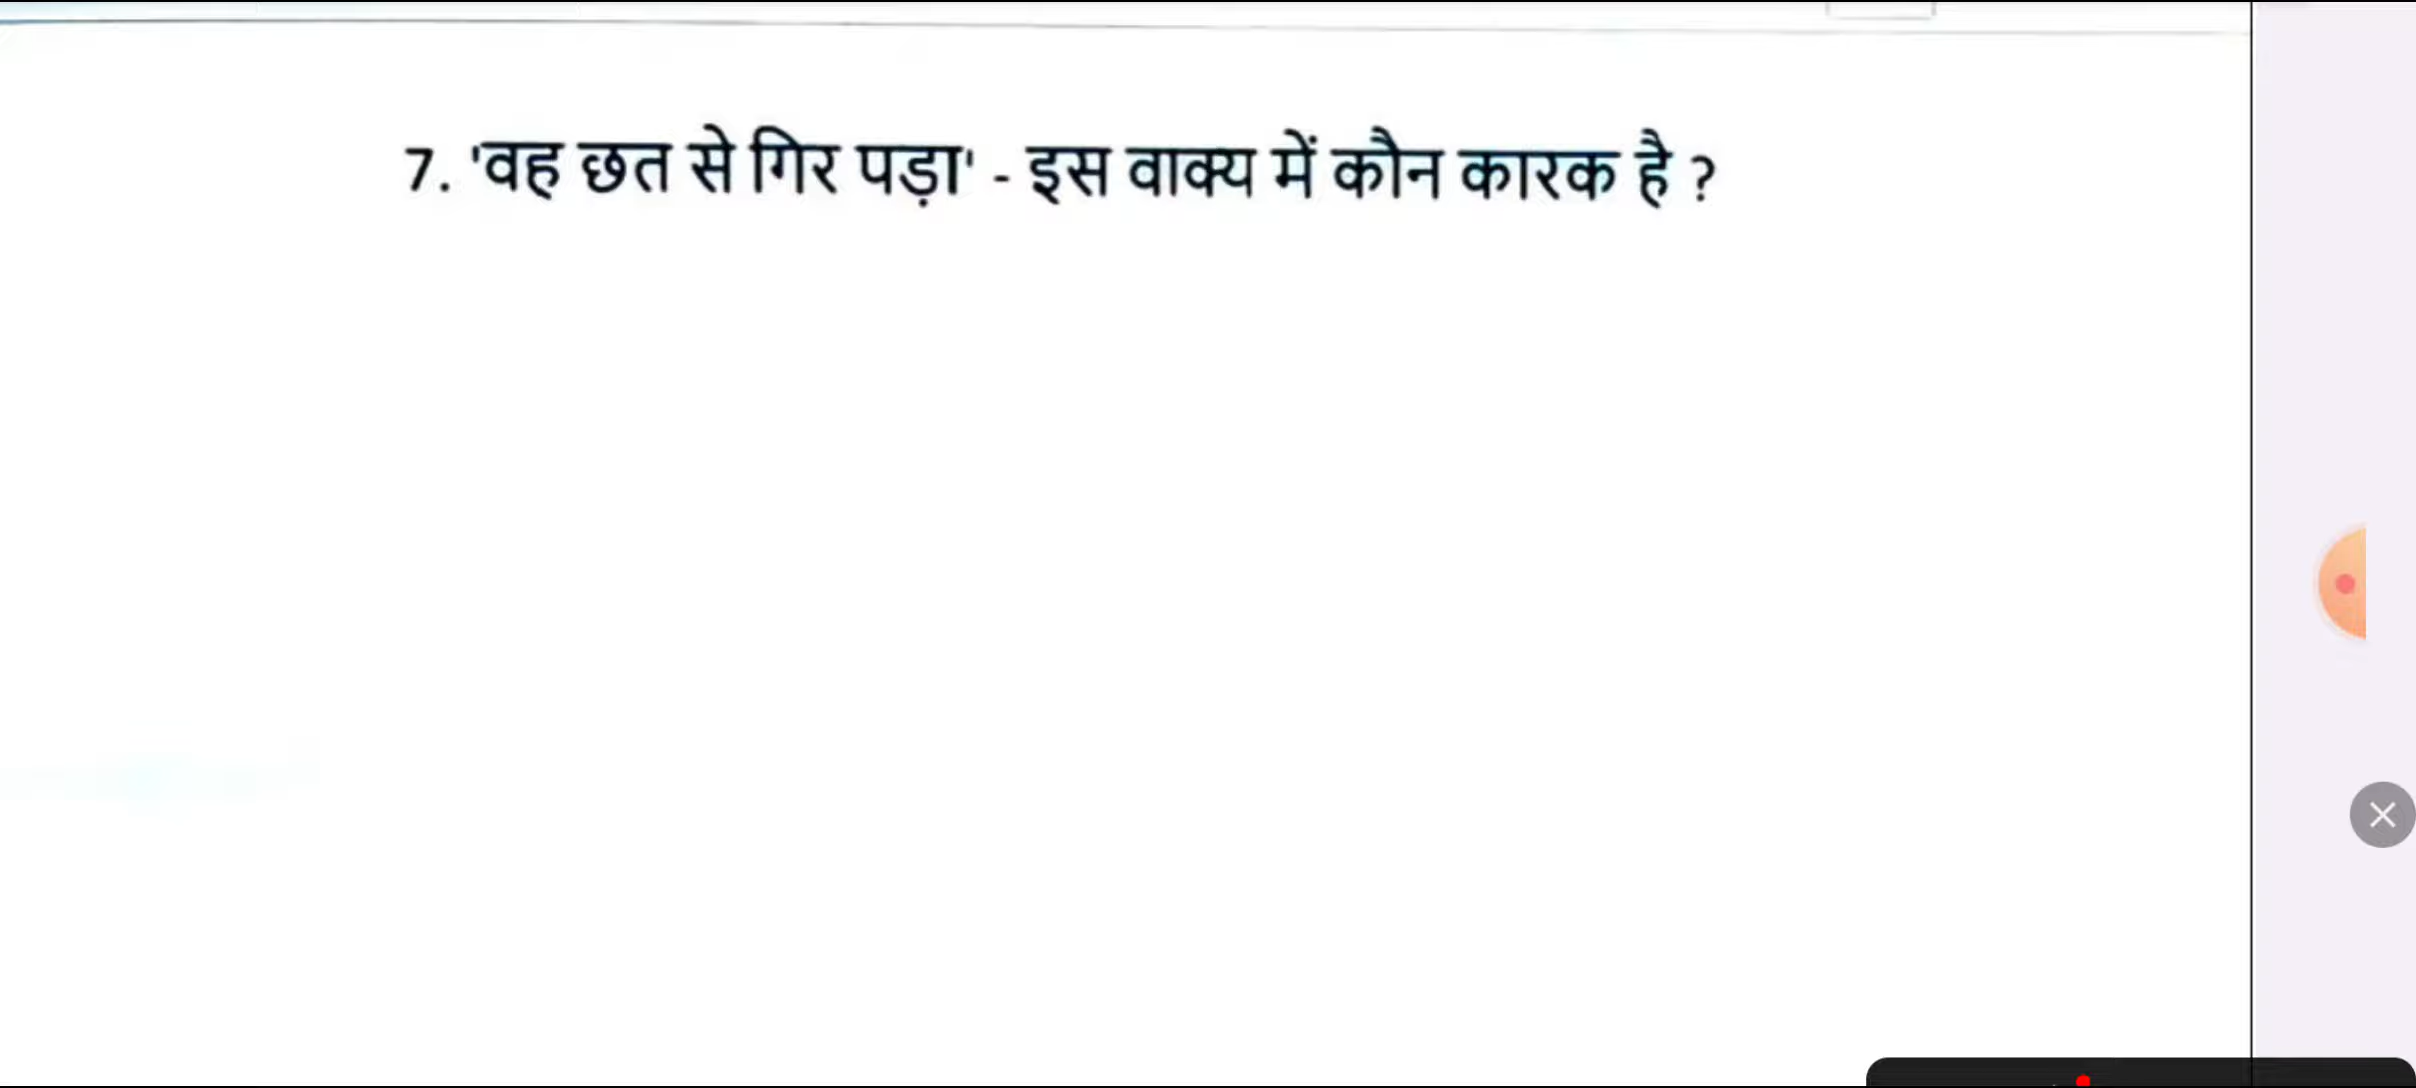 7. 'वह छत से गिर पड़ा' - इस वाक्य में कौन कारक है ?